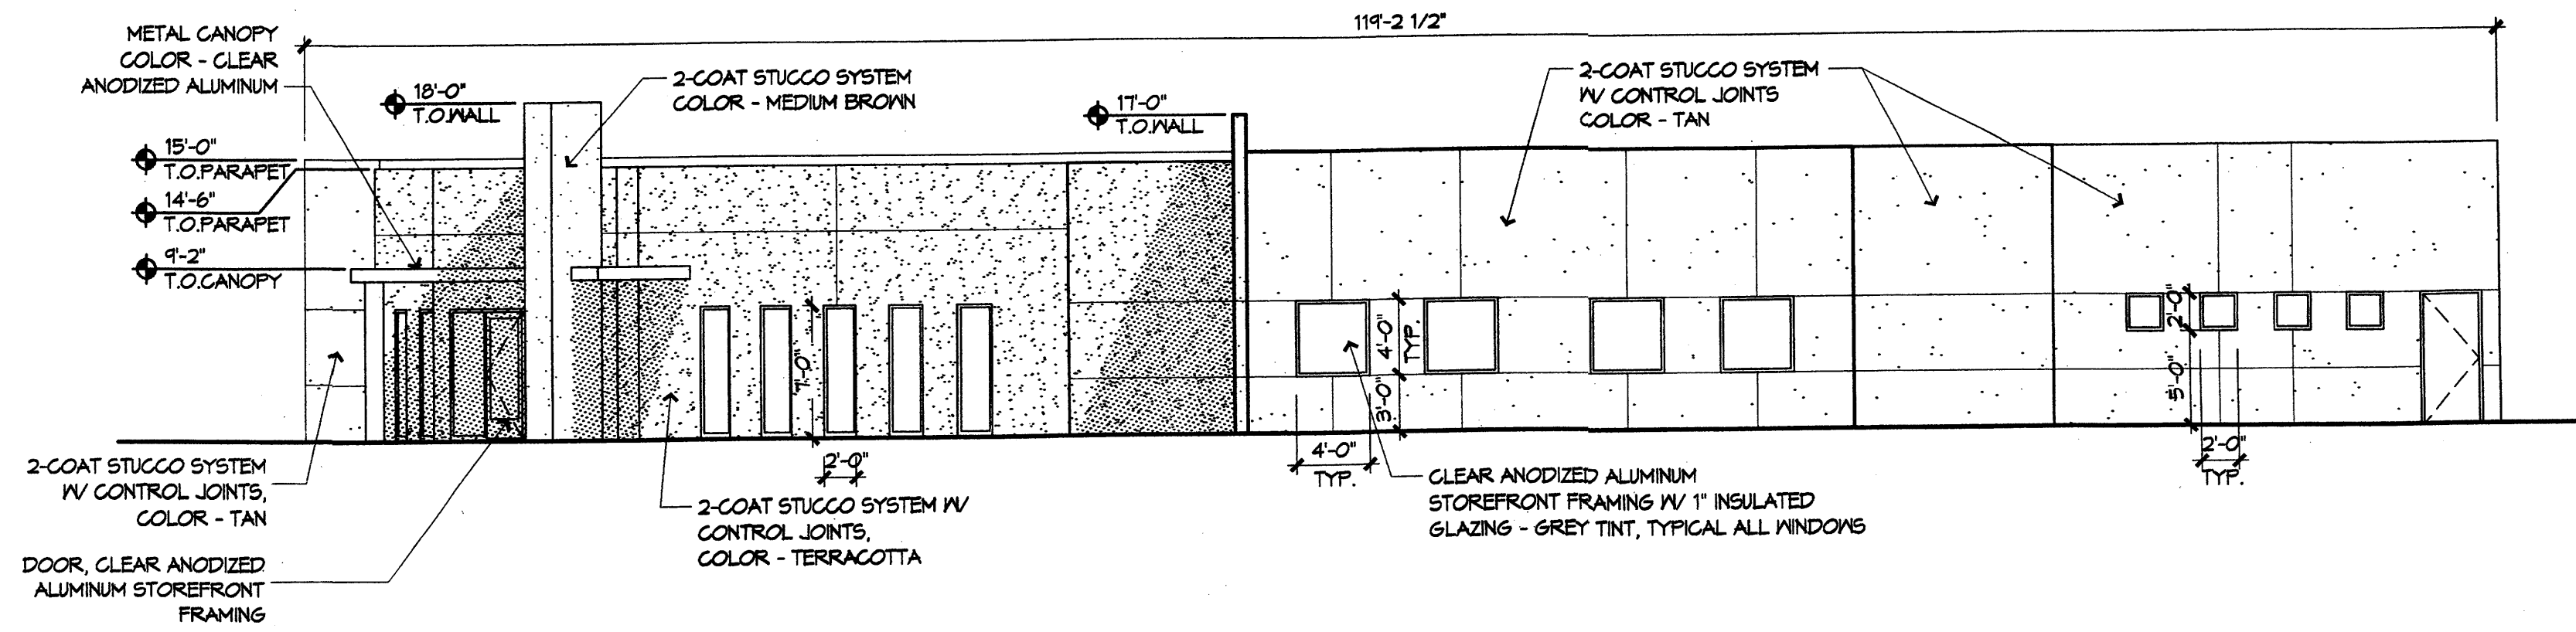 119'-2 1/2"
METAL CANOPY
COLOR - CLEAR
ANODIZED ALUMINUM
18'-0"
T.O.WALL
2-COAT STUCCO SYSTEM
COLOR - MEDIUM BROWN
17'-0"
T.O.WALL
2-COAT STUCCO SYSTEM
W/ CONTROL JOINTS
COLOR - TAN
15'-0"
T.O.PARAPET
14'-6"
T.O.PARAPET
9'-2"
T.O.CANOPY
7'-0"
2'-0"
4'-0"
TYP.
3'-0"
4'-0"
TYP.
2'-0"
5'-0"
2'-0"
TYP.
2-COAT STUCCO SYSTEM
W/ CONTROL JOINTS,
COLOR - TAN
DOOR, CLEAR ANODIZED
ALUMINUM STOREFRONT
FRAMING
2-COAT STUCCO SYSTEM W/
CONTROL JOINTS,
COLOR - TERRACOTTA
CLEAR ANODIZED ALUMINUM
STOREFRONT FRAMING W/ 1" INSULATED
GLAZING - GREY TINT, TYPICAL ALL WINDOWS